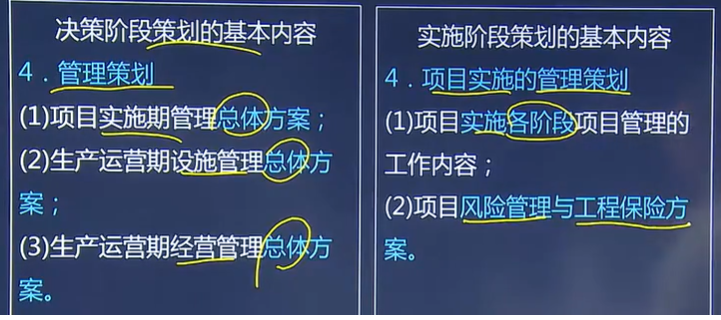 决策阶段策划的基本内容
4．管理策划
(1)项目实施期管理总体方案；
(2)生产运营期设施管理总体方
案；
(3)生产运营期经营管理总体方
案。
实施阶段策划的基本内容
4．项目实施的管理策划
(1)项目实施各阶段项目管理的
工作内容；
(2)项目风险管理与工程保险方
案。